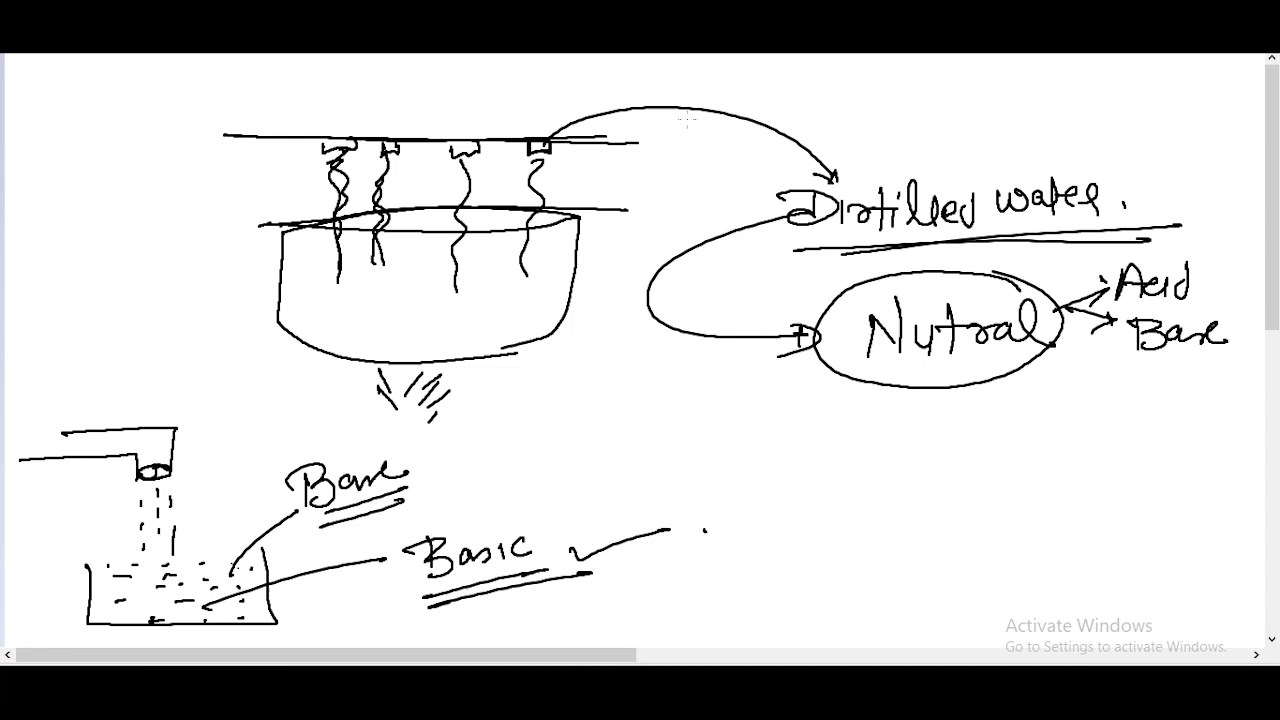 Distilled water.
Nutral
Acid
Base
Base
Basic
Activate Windows
Go to Settings to activate Windows.